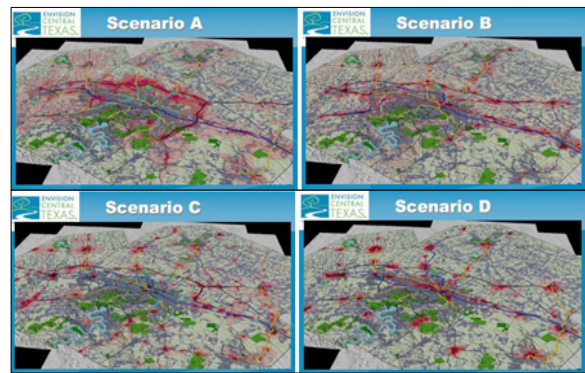 ENVISION
CENTRAL
TEXAS
Scenario A
ENVISION
CENTRAL
TEXAS
Scenario B
ENVISION
CENTRAL
TEXAS
Scenario C
ENVISION
CENTRAL
TEXAS
Scenario D